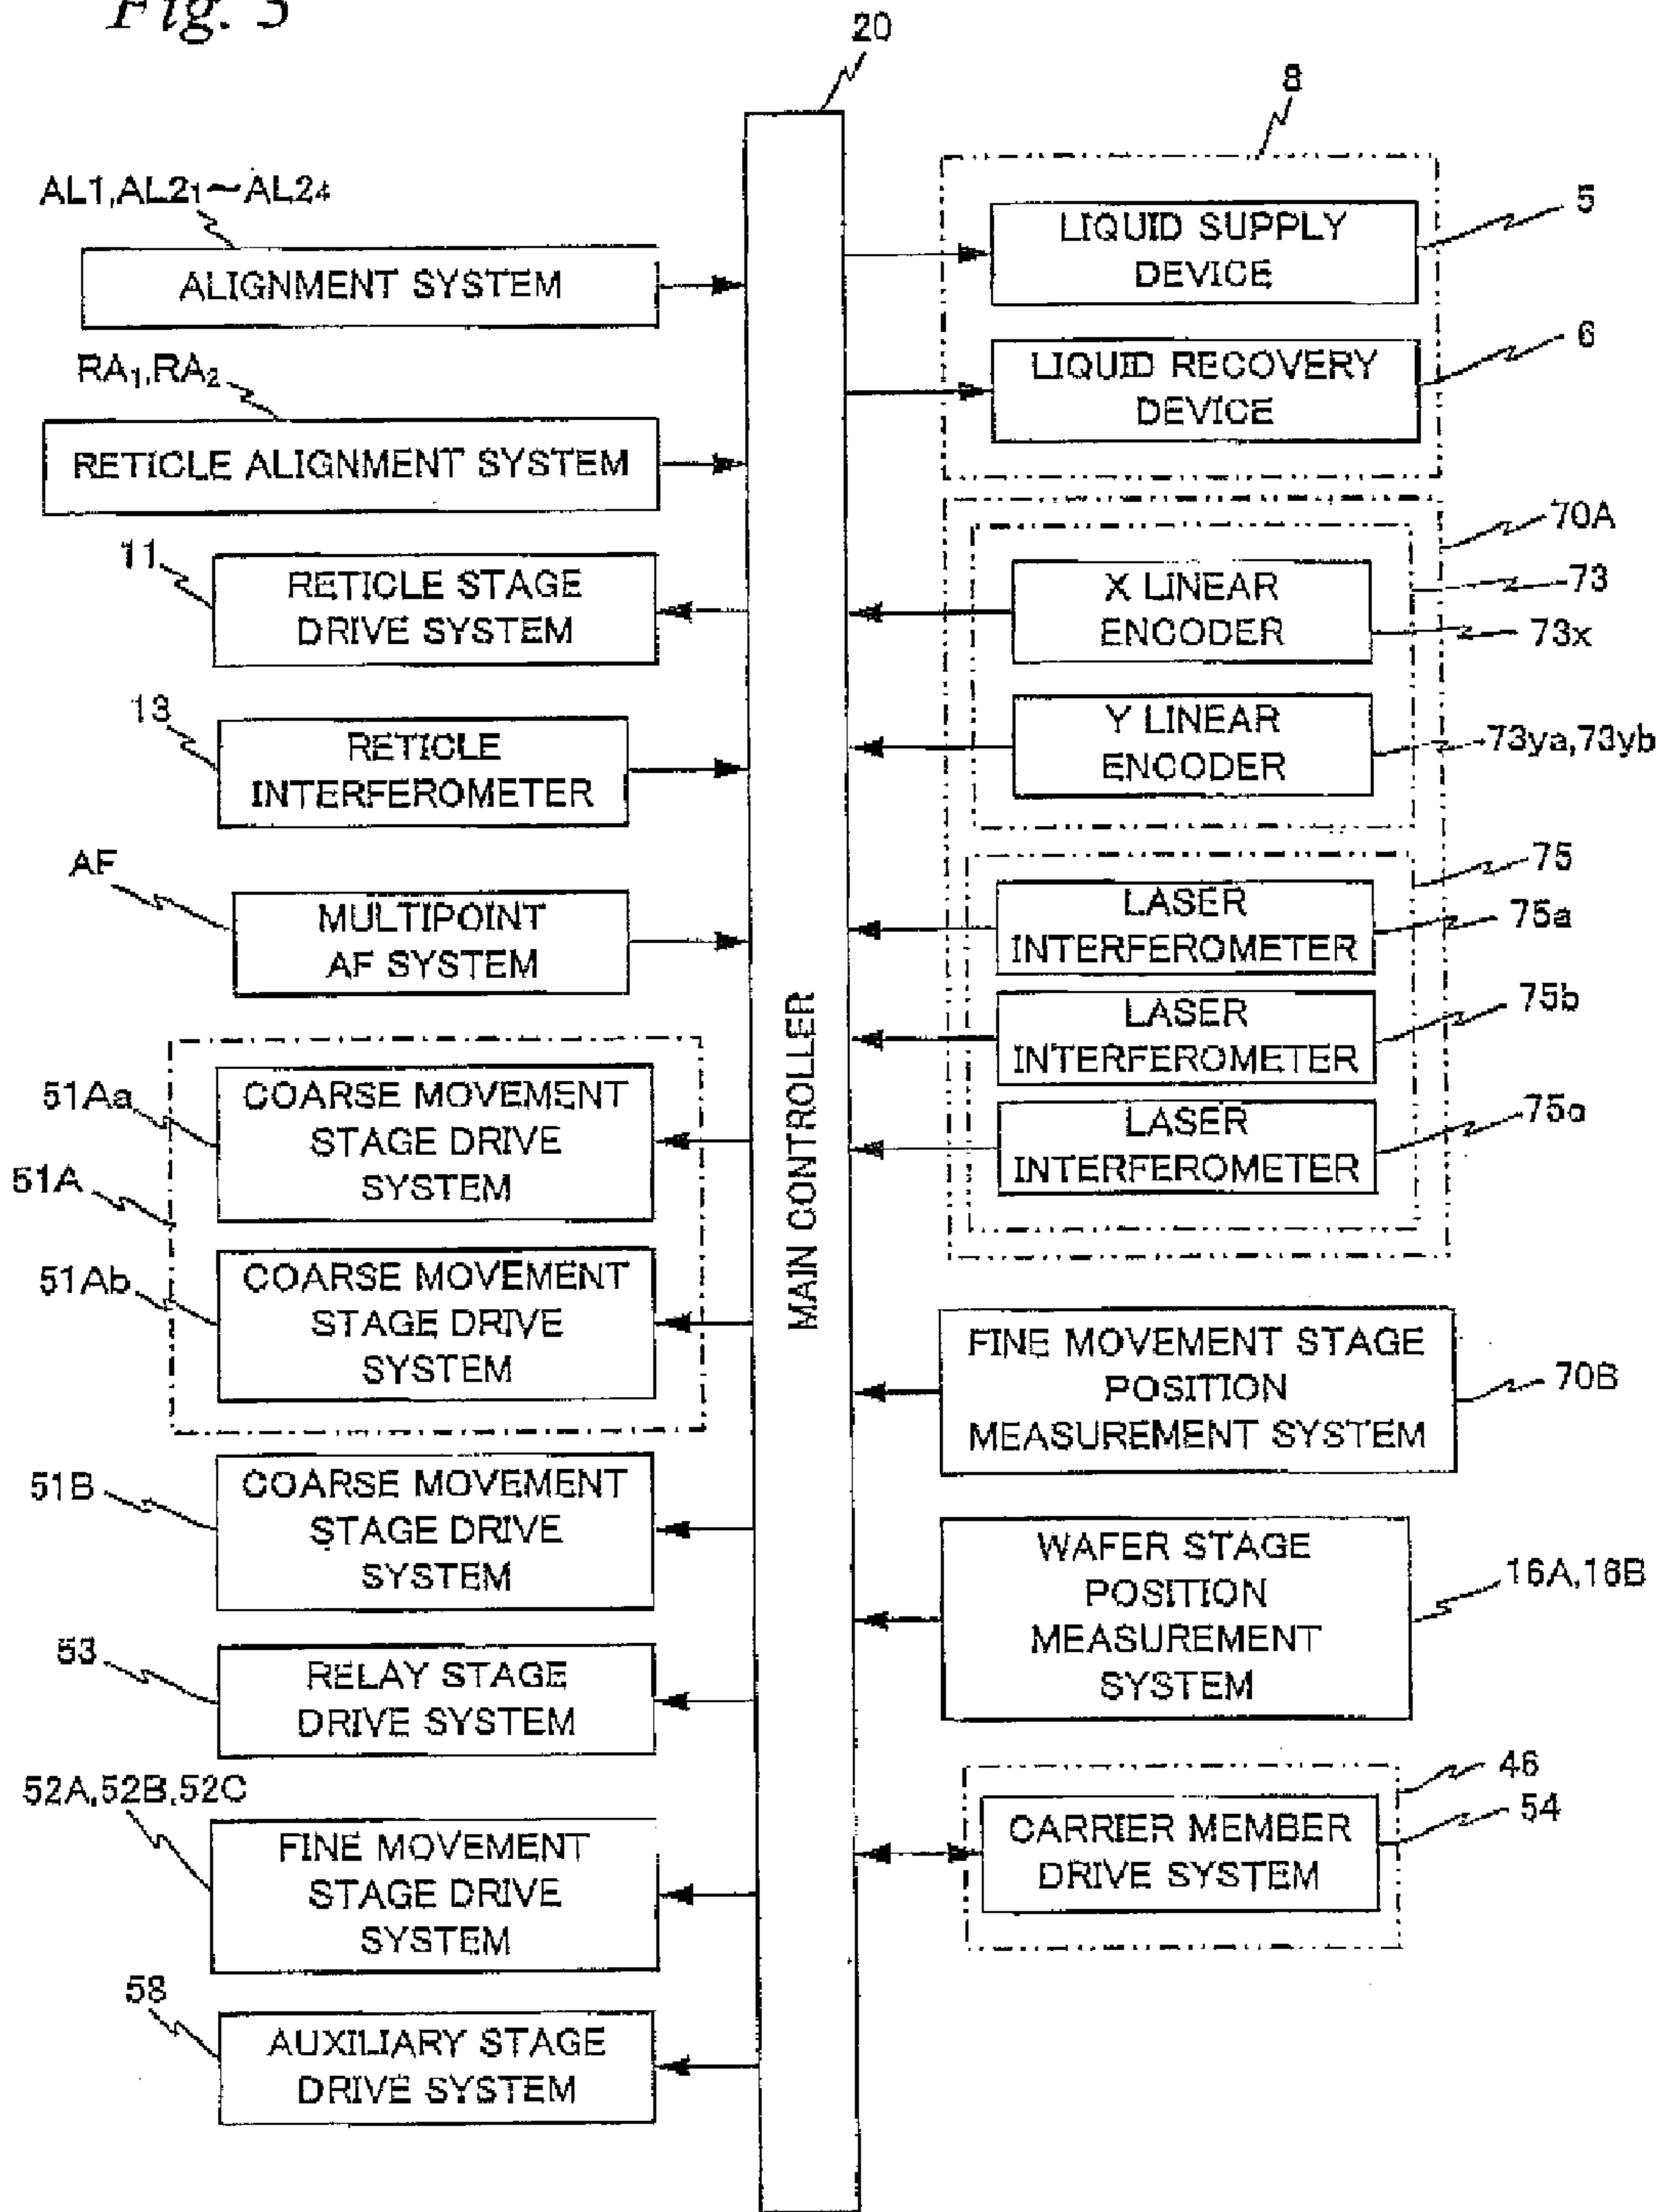 Fig. 3
20
8
AL1,AL2₁~AL2₄
ALIGNMENT SYSTEM
RA₁,RA₂
RETICLE ALIGNMENT SYSTEM
11
RETICLE STAGE
DRIVE SYSTEM
13
RETICLE
INTERFEROMETER
AF
MULTIPOINT
AF SYSTEM
51Aa
COARSE MOVEMENT
STAGE DRIVE
SYSTEM
51A
51Ab
COARSE MOVEMENT
STAGE DRIVE
SYSTEM
51B
COARSE MOVEMENT
STAGE DRIVE
SYSTEM
53
RELAY STAGE
DRIVE SYSTEM
52A,52B,52C
FINE MOVEMENT
STAGE DRIVE
SYSTEM
58
AUXILIARY STAGE
DRIVE SYSTEM
MAIN CONTROLLER
LIQUID SUPPLY
DEVICE
5
LIQUID RECOVERY
DEVICE
6
70A
73
X LINEAR
ENCODER
73x
Y LINEAR
ENCODER
73ya,73yb
75
LASER
INTERFEROMETER
75a
LASER
INTERFEROMETER
75b
LASER
INTERFEROMETER
75c
FINE MOVEMENT STAGE
POSITION
MEASUREMENT SYSTEM
70B
WAFER STAGE
POSITION
MEASUREMENT
SYSTEM
16A,16B
46
CARRIER MEMBER
DRIVE SYSTEM
54